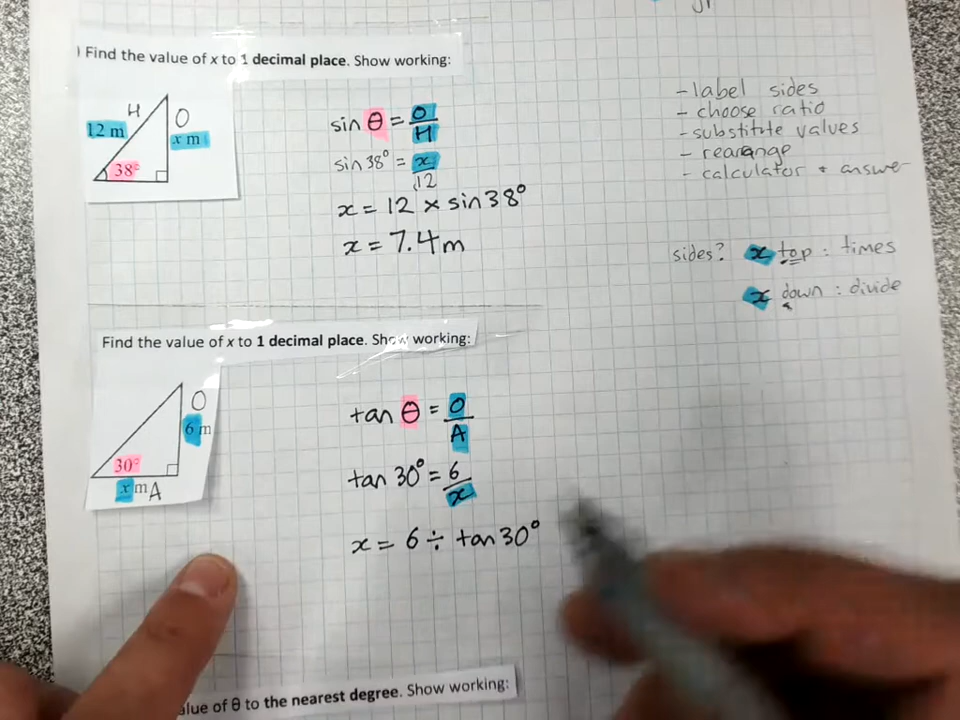 ) Find the value of x to 1 decimal place. Show working:
H
O
12 m
x m
38°
sin θ = O/H
sin 38° = x/12
x = 12 × sin 38°
x = 7.4m
- label sides
- choose ratio
- substitute values
- rearange
- calculator + answer
sides? x top : times
x down : divide
Find the value of x to 1 decimal place. Show working:
O
6 m
30°
x m A
tan θ = O/A
tan 30° = 6/x
x = 6 ÷ tan 30°
of θ to the nearest degree. Show working: